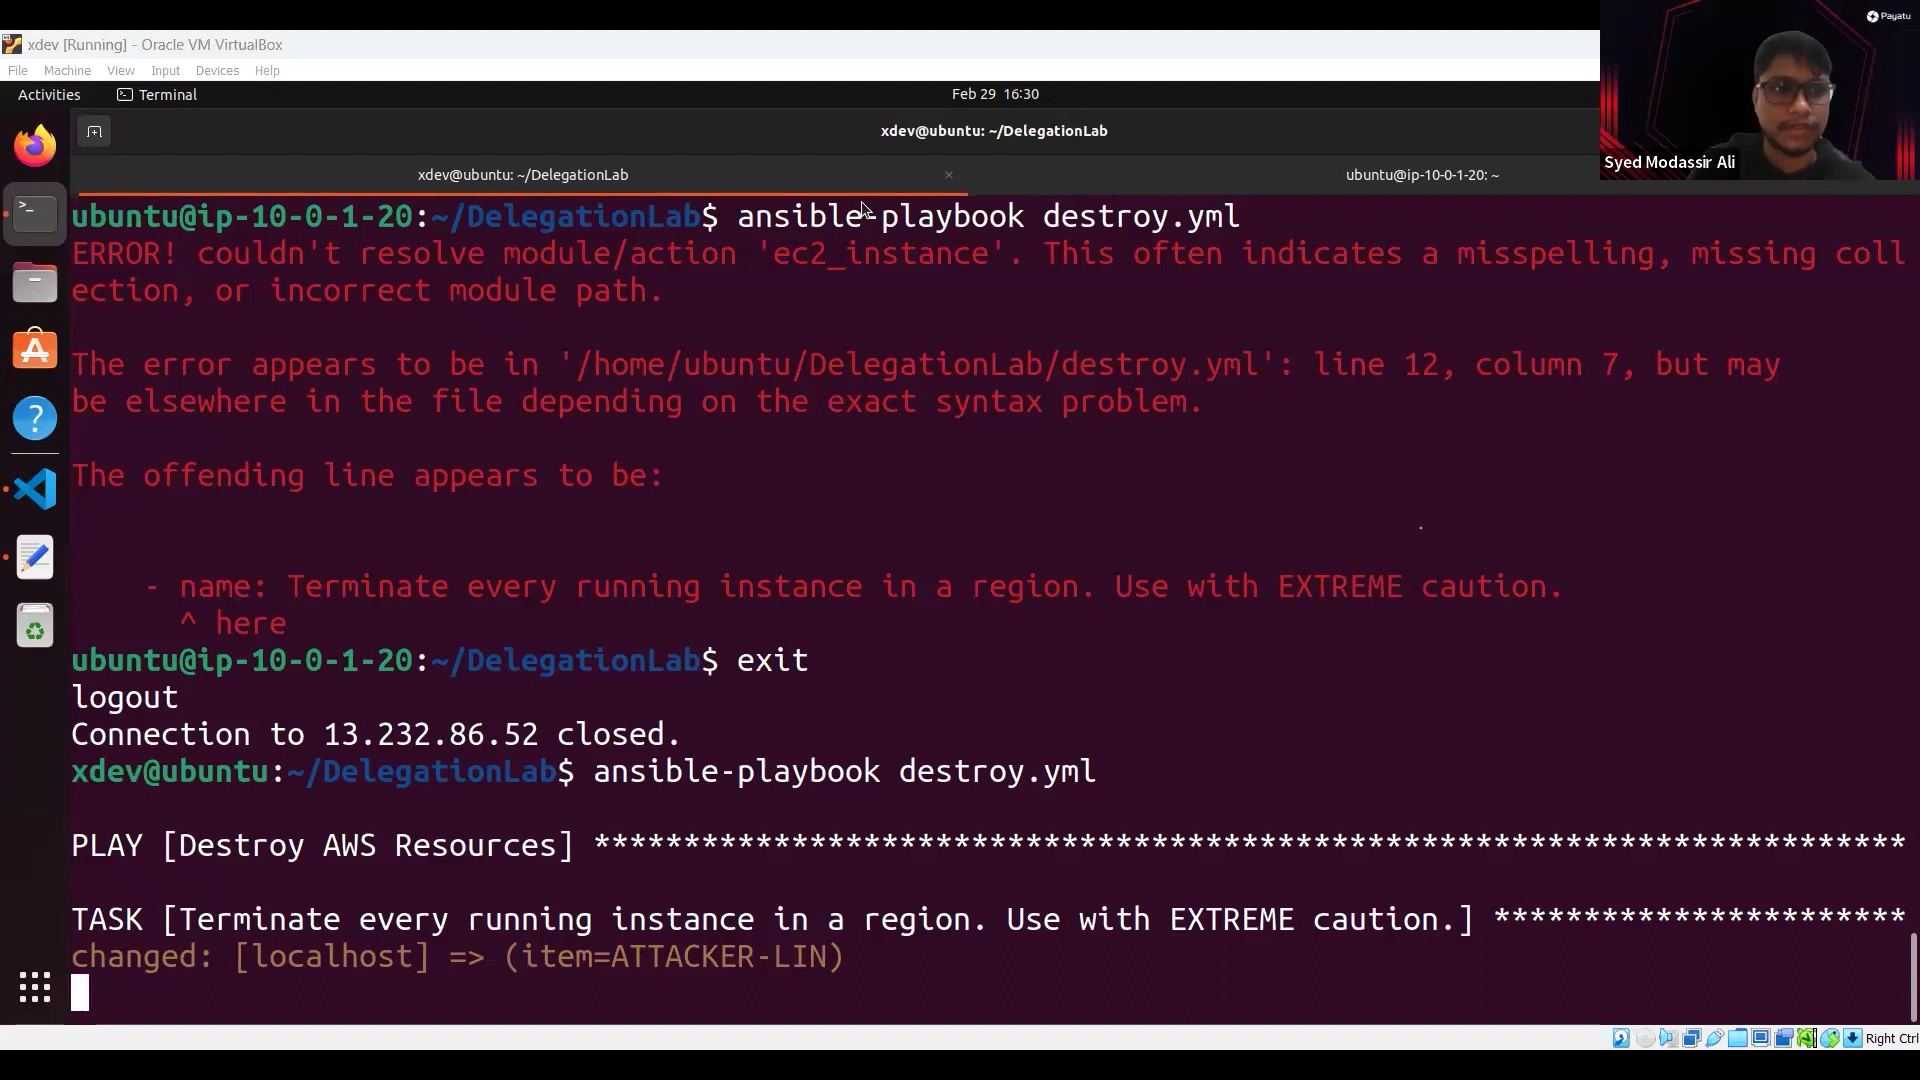 Payatu
xdev [Running] - Oracle VM VirtualBox
File Machine View Input Devices Help
Activities Terminal Feb 29 16:30
xdev@ubuntu: ~/DelegationLab
Syed Modassir Ali
xdev@ubuntu: ~/DelegationLab × ubuntu@ip-10-0-1-20: ~
ubuntu@ip-10-0-1-20:~/DelegationLab$ ansible-playbook destroy.yml
ERROR! couldn't resolve module/action 'ec2_instance'. This often indicates a misspelling, missing coll
ection, or incorrect module path.
The error appears to be in '/home/ubuntu/DelegationLab/destroy.yml': line 12, column 7, but may
be elsewhere in the file depending on the exact syntax problem.
The offending line appears to be:
- name: Terminate every running instance in a region. Use with EXTREME caution.
^ here
ubuntu@ip-10-0-1-20:~/DelegationLab$ exit
logout
Connection to 13.232.86.52 closed.
xdev@ubuntu:~/DelegationLab$ ansible-playbook destroy.yml
PLAY [Destroy AWS Resources] *************************************************************************
TASK [Terminate every running instance in a region. Use with EXTREME caution.] ***********************
changed: [localhost] => (item=ATTACKER-LIN)
Right Ctrl